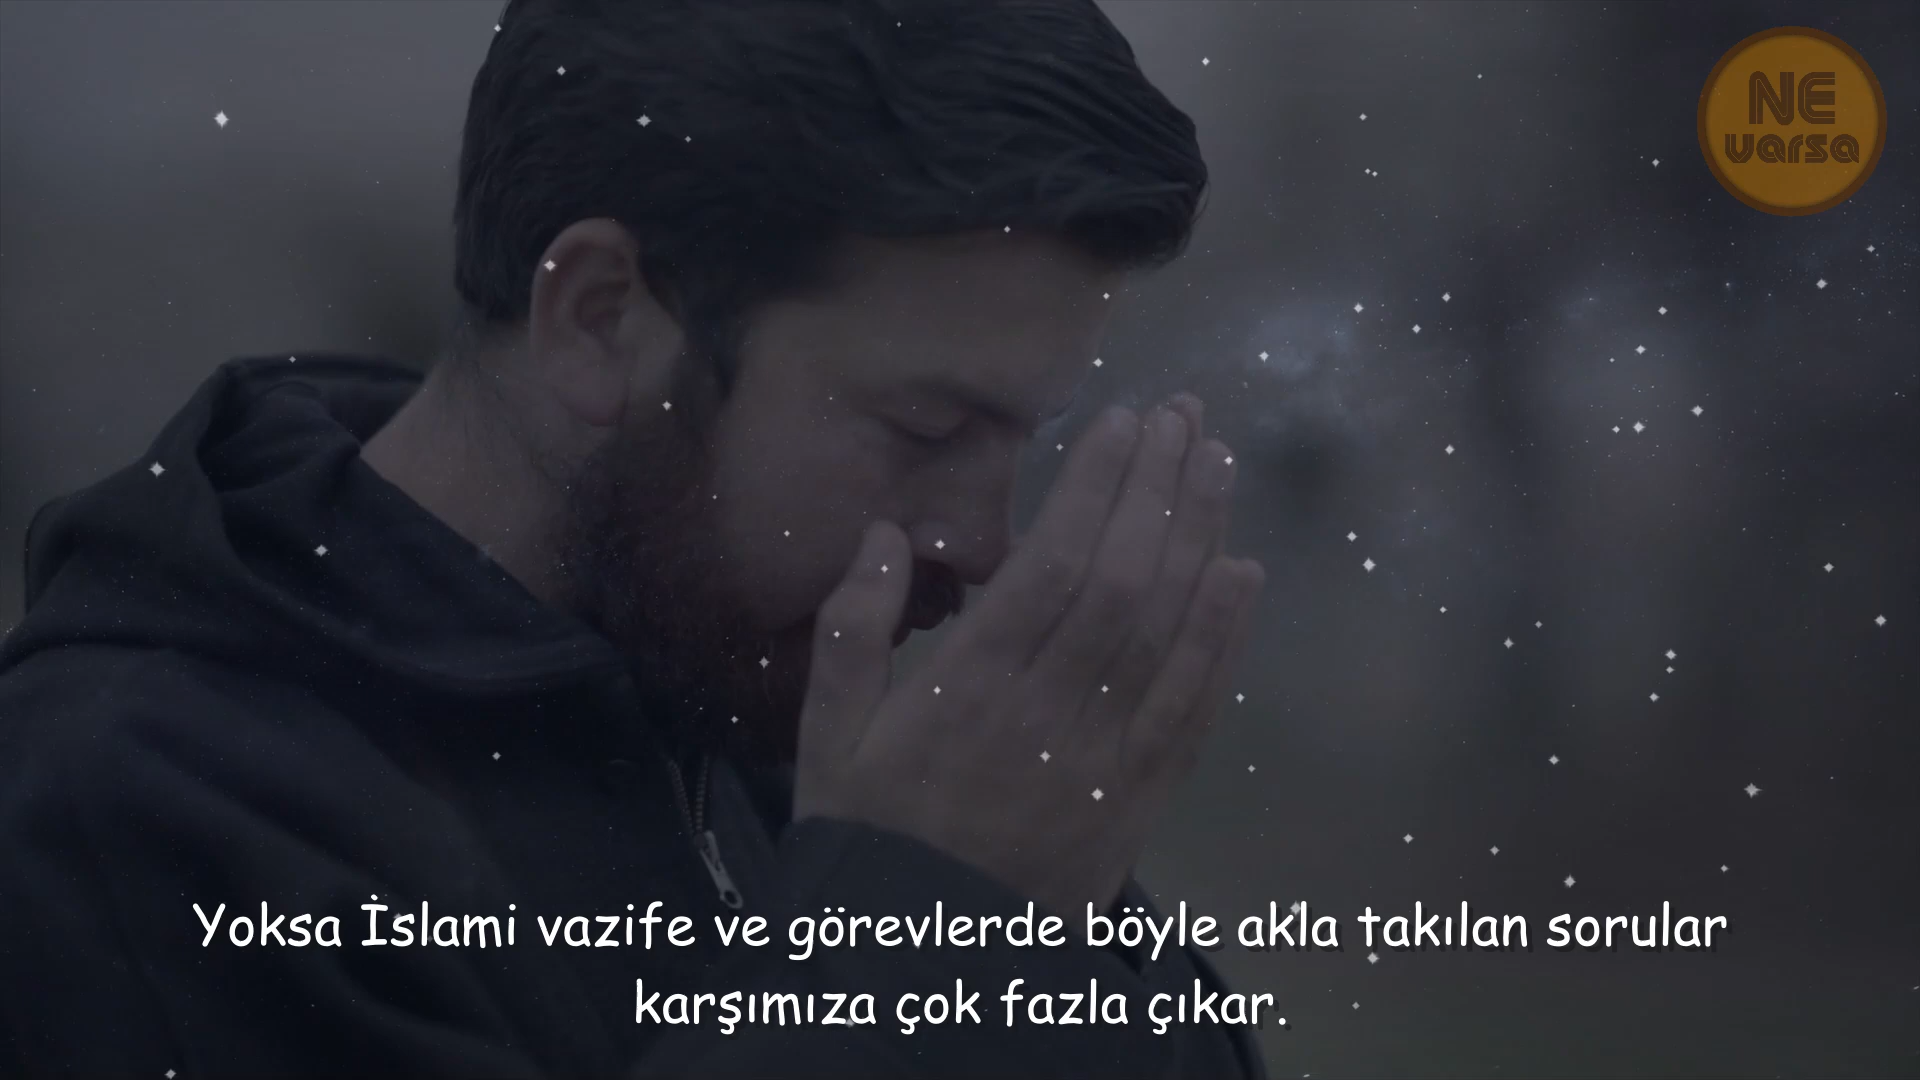 NE
varsa
Yoksa İslami vazife ve görevlerde böyle akla takılan sorular
karşımıza çok fazla çıkar.